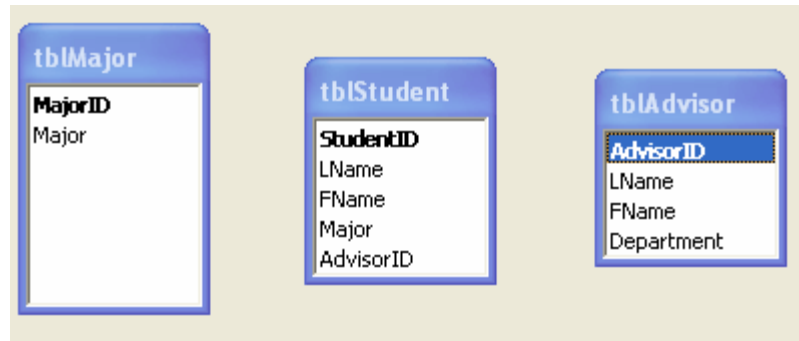 tblMajor
MajorID
Major
tblStudent
StudentID
LName
FName
Major
AdvisorID
tblAdvisor
AdvisorID
LName
FName
Department